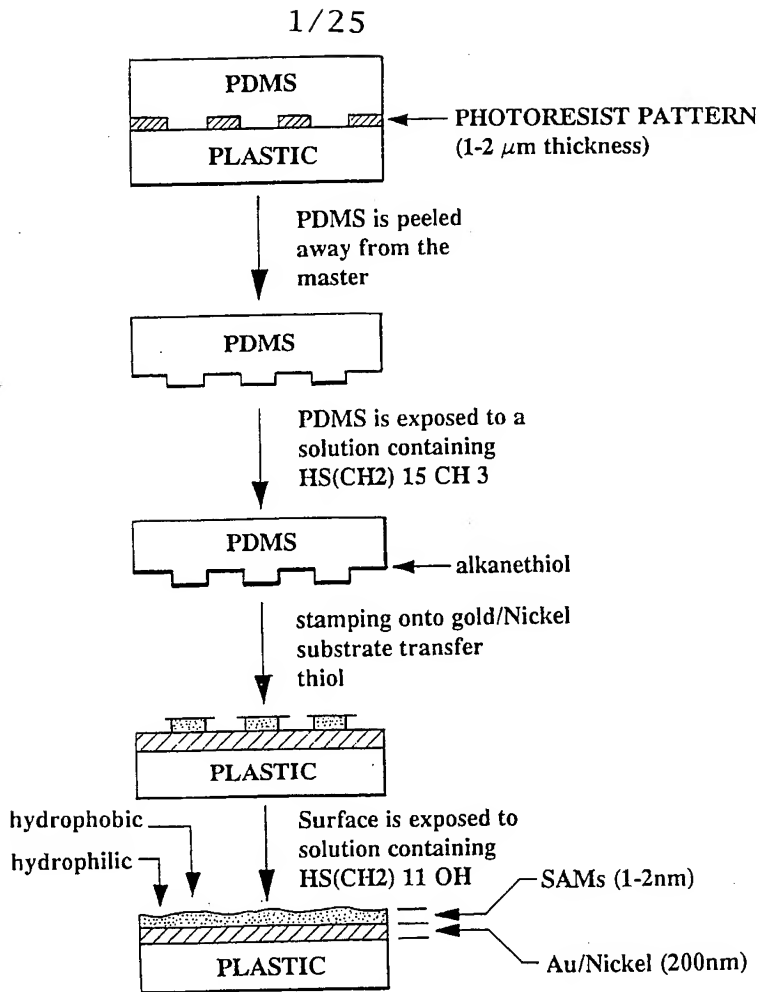 1/25
PDMS
PLASTIC
PHOTORESIST PATTERN
(1-2 μm thickness)
PDMS is peeled
away from the
master
PDMS
PDMS is exposed to a
solution containing
HS(CH2) 15 CH 3
PDMS
alkanethiol
stamping onto gold/Nickel
substrate transfer
thiol
PLASTIC
hydrophobic
hydrophilic
Surface is exposed to
solution containing
HS(CH2) 11 OH
SAMs (1-2nm)
PLASTIC
Au/Nickel (200nm)